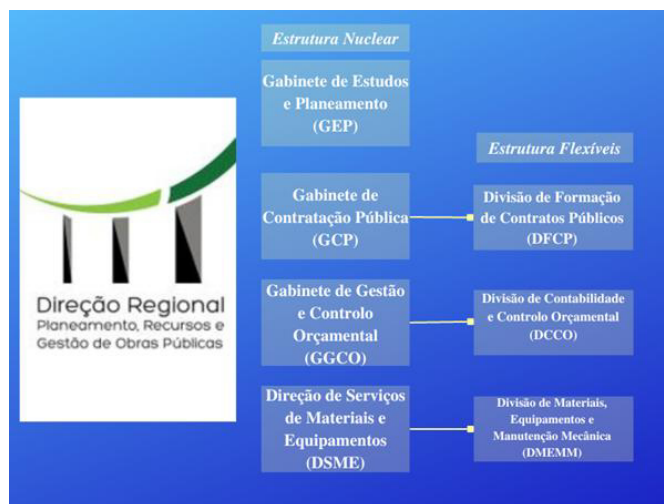 Direção Regional
Planeamento, Recursos e
Gestão de Obras Públicas
Estrutura Nuclear
Gabinete de Estudos
e Planeamento
(GEP)
Gabinete de
Contratação Pública
(GCP)
Gabinete de Gestão
e Controlo
Orçamental
(GGCO)
Direção de Serviços
de Materiais e
Equipamentos
(DSME)
Estrutura Flexíveis
Divisão de Formação
de Contratos Públicos
(DFCP)
Divisão de Contabilidade
e Controlo Orçamental
(DCCO)
Divisão de Materiais,
Equipamentos e
Manutenção Mecânica
(DMEMM)